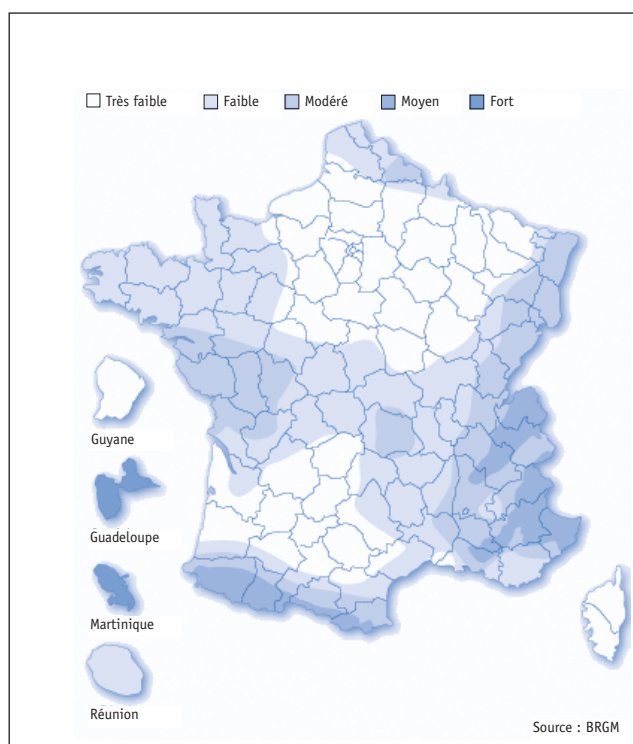 Très faible Faible Modéré Moyen Fort
Guyane
Guadeloupe
Martinique
Réunion
Source : BRGM